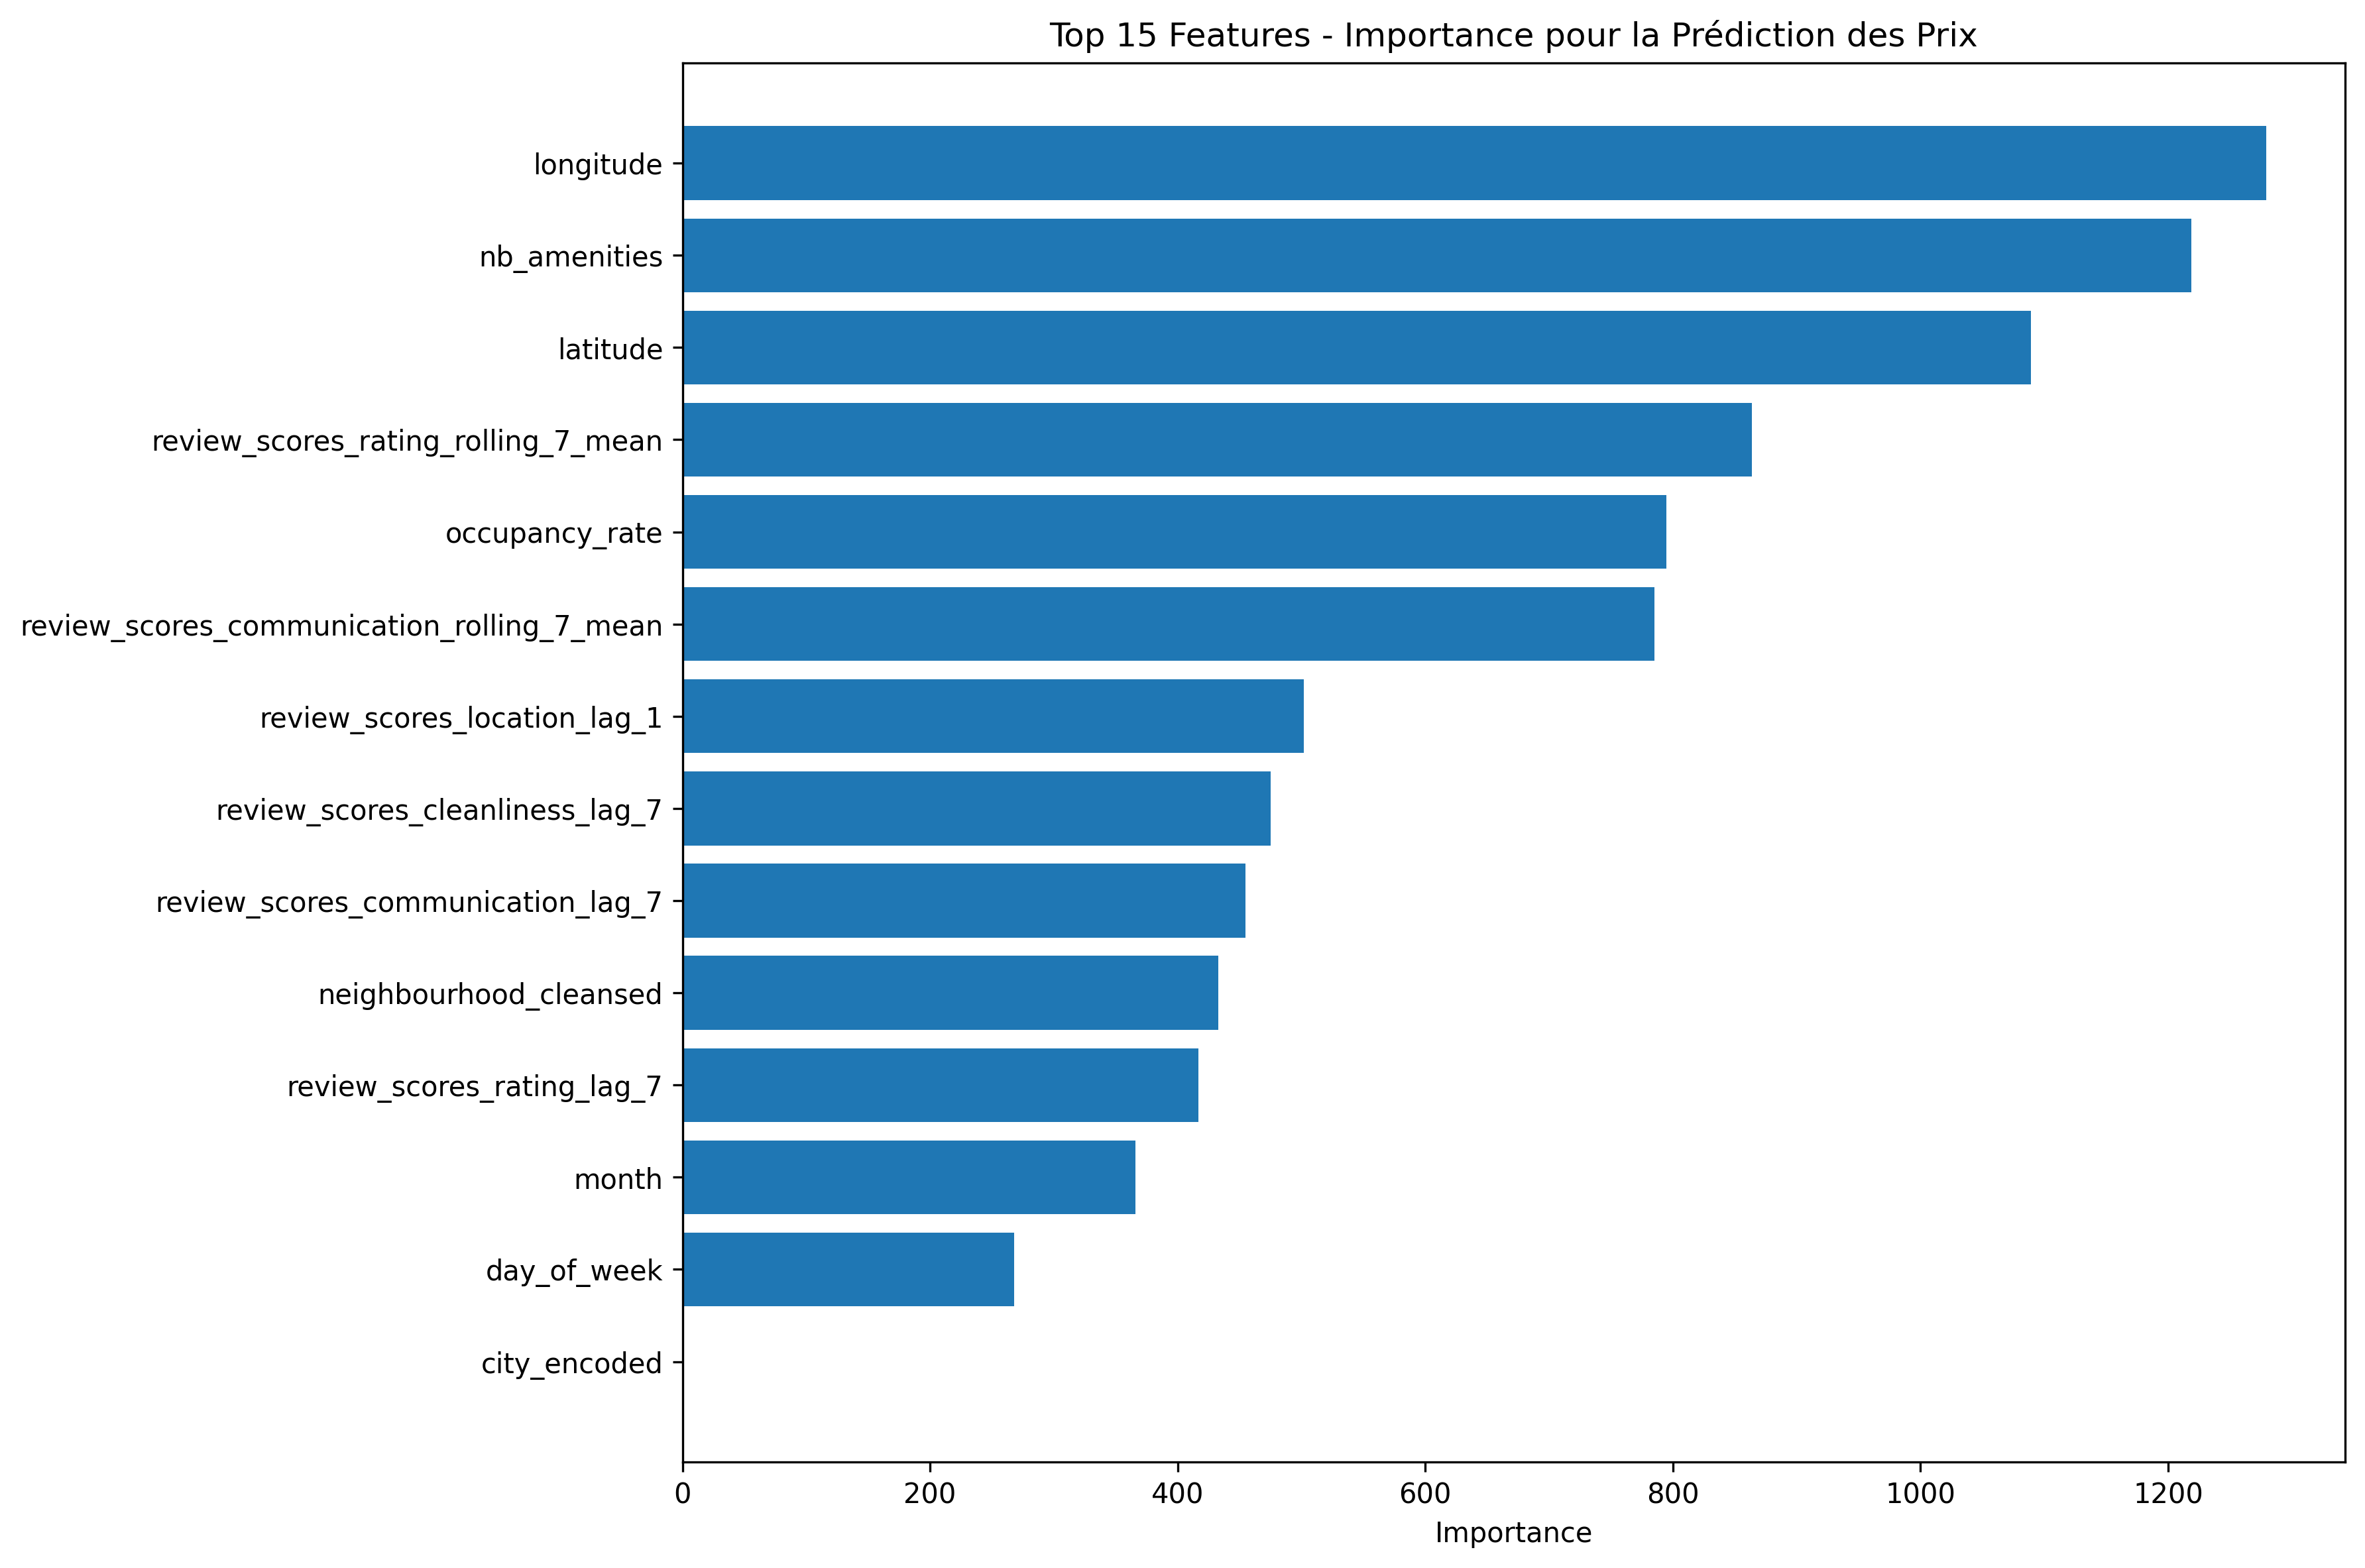 Top 15 Features - Importance pour la Prédiction des Prix
longitude
nb_amenities
latitude
review_scores_rating_rolling_7_mean
occupancy_rate
review_scores_communication_rolling_7_mean
review_scores_location_lag_1
review_scores_cleanliness_lag_7
review_scores_communication_lag_7
neighbourhood_cleansed
review_scores_rating_lag_7
month
day_of_week
city_encoded
0 200 400 600 800 1000 1200
Importance